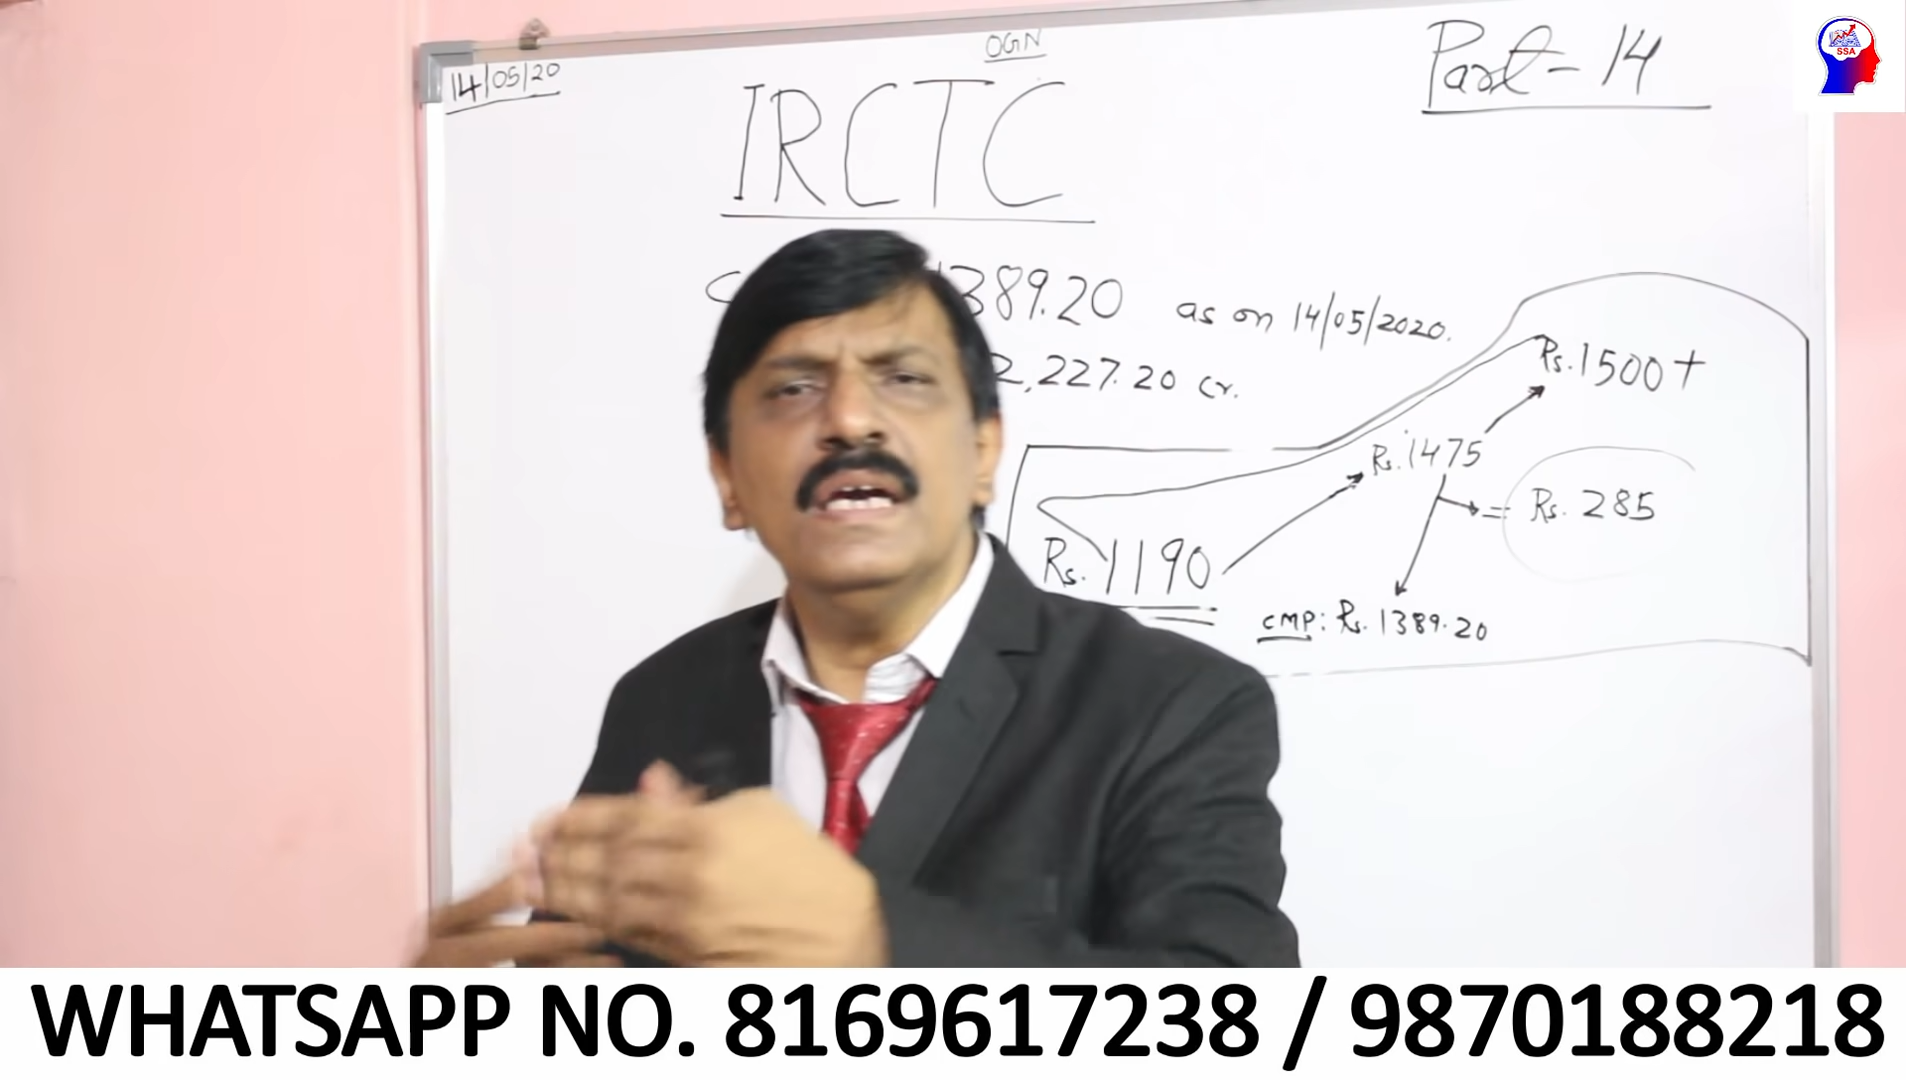 OGN
14/05/20
Part-14
SSA
IRCTC
389.20 as on 14/05/2020.
2,227.20 Cr.
Rs.1500+
Rs.1475
= Rs. 285
Rs. 1190
CMP: Rs. 1389.20
WHATSAPP NO. 8169617238 / 9870188218